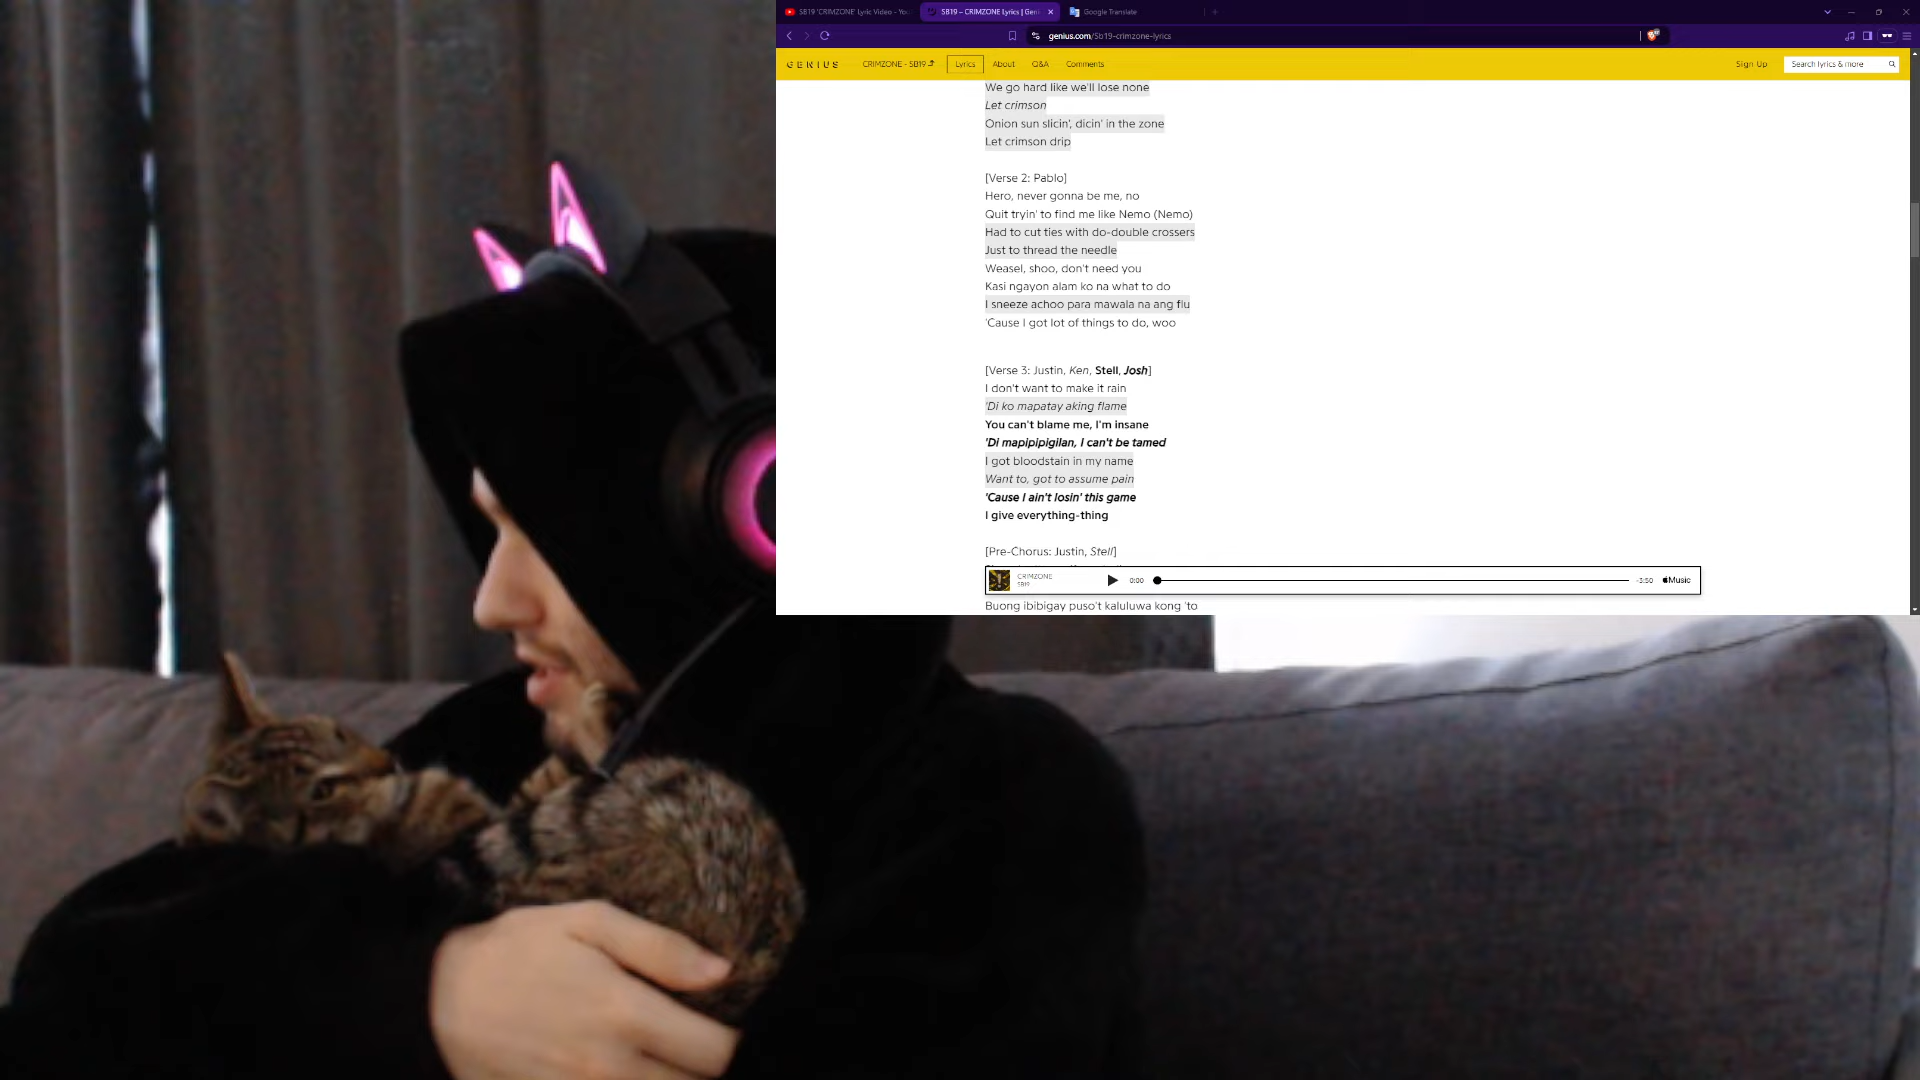 SB19 'CRIMZONE' Lyric Video - Yo
SB19 – CRIMZONE Lyrics | Geni
Google Translate
genius.com/Sb19-crimzone-lyrics
GENIUS
CRIMZONE - SB19
Lyrics
About
Q&A
Comments
Sign Up
Search lyrics & more
We go hard like we'll lose none
Let crimson
Onion sun slicin', dicin' in the zone
Let crimson drip
[Verse 2: Pablo]
Hero, never gonna be me, no
Quit tryin' to find me like Nemo (Nemo)
Had to cut ties with do-double crossers
Just to thread the needle
Weasel, shoo, don't need you
Kasi ngayon alam ko na what to do
I sneeze achoo para mawala na ang flu
'Cause I got lot of things to do, woo
[Verse 3: Justin, Ken, Stell, Josh]
I don't want to make it rain
'Di ko mapatay aking flame
You can't blame me, I'm insane
'Di mapipipigilan, I can't be tamed
I got bloodstain in my name
Want to, got to assume pain
'Cause I ain't losin' this game
I give everything-thing
[Pre-Chorus: Justin, Stell]
CRIMZONE
SB19
0:00
-3:50
Music
Buong ibibigay puso't kaluluwa kong 'to